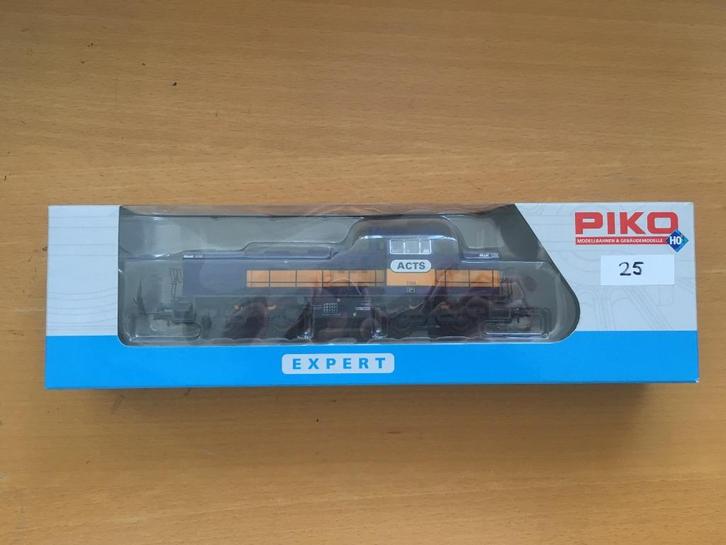 PIKO
MODELLBAHNEN & GEBÄUDEMODELLE
H0
25
ACTS
EXPERT